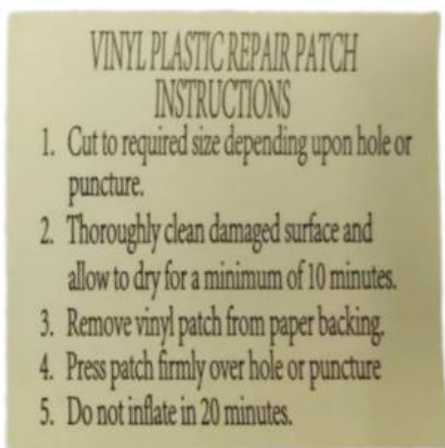 VINYL PLASTIC REPAIR PATCH
INSTRUCTIONS
1. Cut to required size depending upon hole or
puncture.
2. Thoroughly clean damaged surface and
allow to dry for a minimum of 10 minutes.
3. Remove vinyl patch from paper backing.
4. Press patch firmly over hole or puncture
5. Do not inflate in 20 minutes.